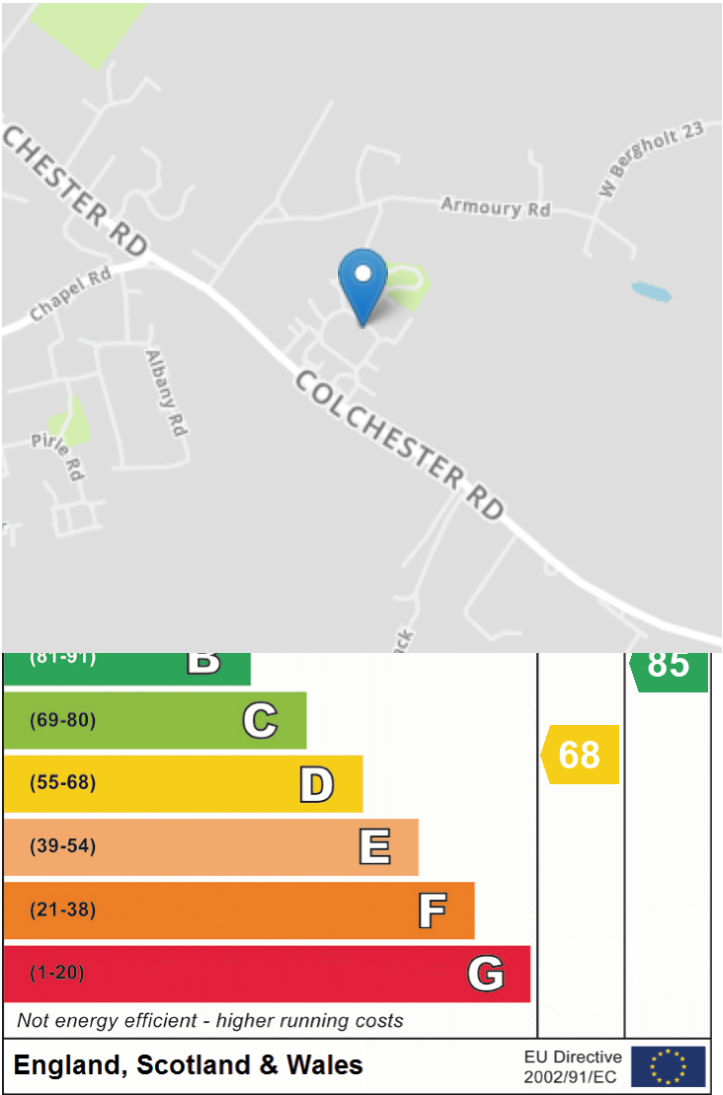 CHESTER RD
W Bergholt 23
Armoury Rd
Chapel Rd
Albany Rd
COLCHESTER RD
Pirle Rd
ack
(81-91) B
85
(69-80) C
68
(55-68) D
(39-54) E
(21-38) F
(1-20) G
Not energy efficient - higher running costs
England, Scotland & Wales
EU Directive
2002/91/EC